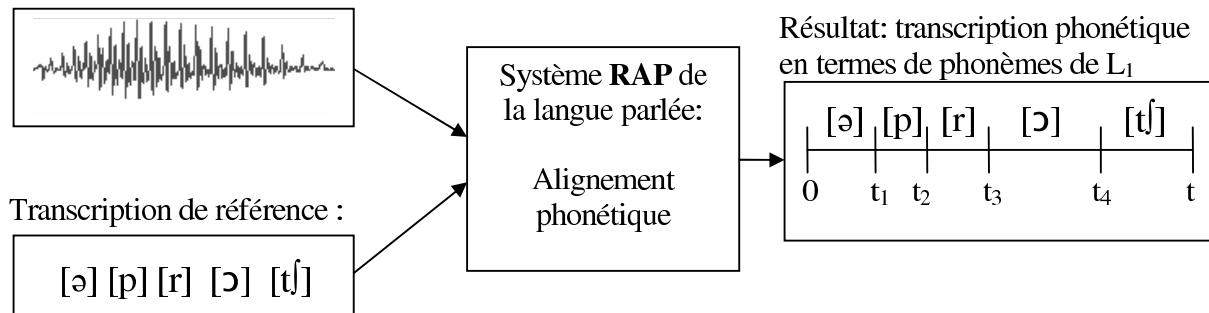 Résultat: transcription phonétique
en termes de phonèmes de L₁
Système RAP de
la langue parlée:
Alignement
phonétique
[ə] [p] [r] [ɔ] [tʃ]
0 t₁ t₂ t₃ t₄ t
Transcription de référence :
[ə] [p] [r] [ɔ] [tʃ]